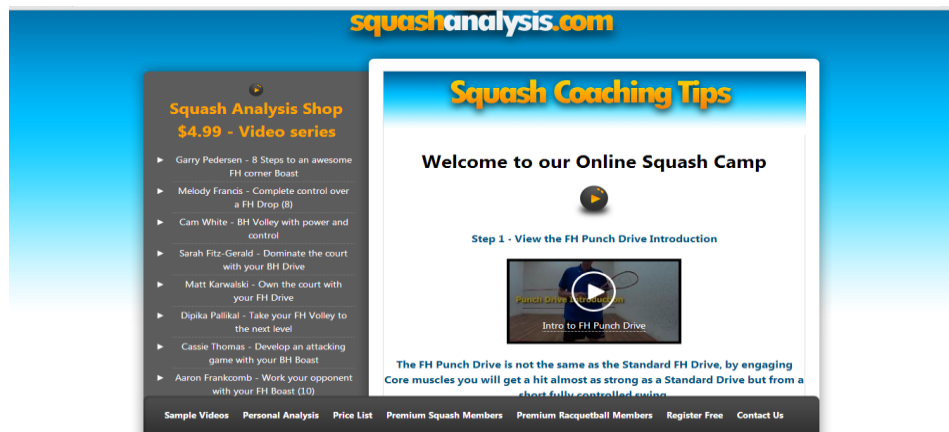 squashanalysis.com
Squash Analysis Shop
$4.99 - Video series
Garry Pedersen - 8 Steps to an awesome
FH corner Boast
Melody Francis - Complete control over
a FH Drop (8)
Cam White - BH Volley with power and
control
Sarah Fitz-Gerald - Dominate the court
with your BH Drive
Matt Karwalski - Own the court with
your FH Drive
Dipika Pallikal - Take your FH Volley to
the next level
Cassie Thomas - Develop an attacking
game with your BH Boast
Aaron Frankcomb - Work your opponent
with your FH Boast (10)
Squash Coaching Tips
Welcome to our Online Squash Camp
Step 1 - View the FH Punch Drive Introduction
Punch Drive Introduction
Intro to FH Punch Drive
The FH Punch Drive is not the same as the Standard FH Drive, by engaging
Core muscles you will get a hit almost as strong as a Standard Drive but from a
short fully controlled swing
Sample Videos Personal Analysis Price List Premium Squash Members Premium Racquetball Members Register Free Contact Us